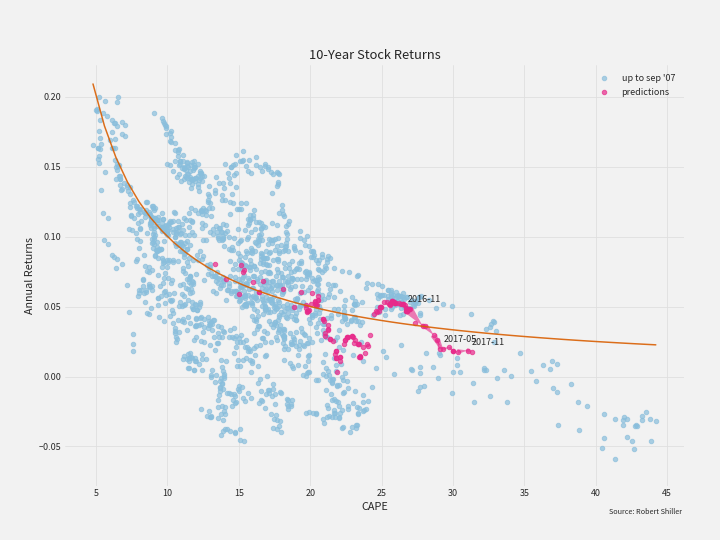 10-Year Stock Returns
up to sep '07
predictions
0.20
0.15
0.10
0.05
0.00
−0.05
Annual Returns
2016-11
2017-05
2017-11
5 10 15 20 25 30 35 40 45
CAPE
Source: Robert Shiller